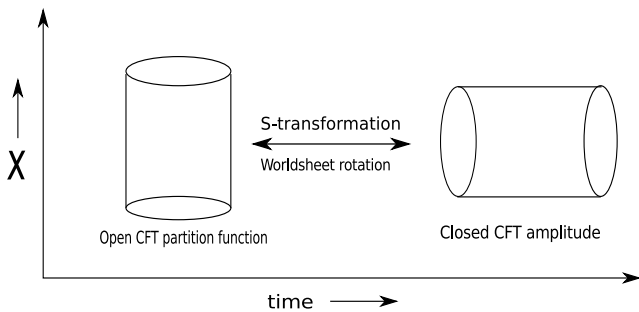 S-transformation
X
Worldsheet rotation
Open CFT partition function
Closed CFT amplitude
time